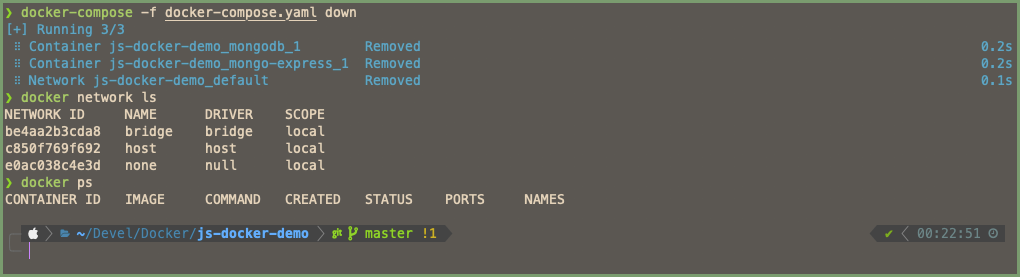 ❯ docker-compose -f docker-compose.yaml down
[+] Running 3/3
⠿ Container js-docker-demo_mongodb_1 Removed 0.2s
⠿ Container js-docker-demo_mongo-express_1 Removed 0.2s
⠿ Network js-docker-demo_default Removed 0.1s
❯ docker network ls
NETWORK ID NAME DRIVER SCOPE
be4aa2b3cda8 bridge bridge local
c850f769f692 host host local
e0ac038c4e3d none null local
❯ docker ps
CONTAINER ID IMAGE COMMAND CREATED STATUS PORTS NAMES
~/Devel/Docker/js-docker-demo master !1 ✔ 00:22:51